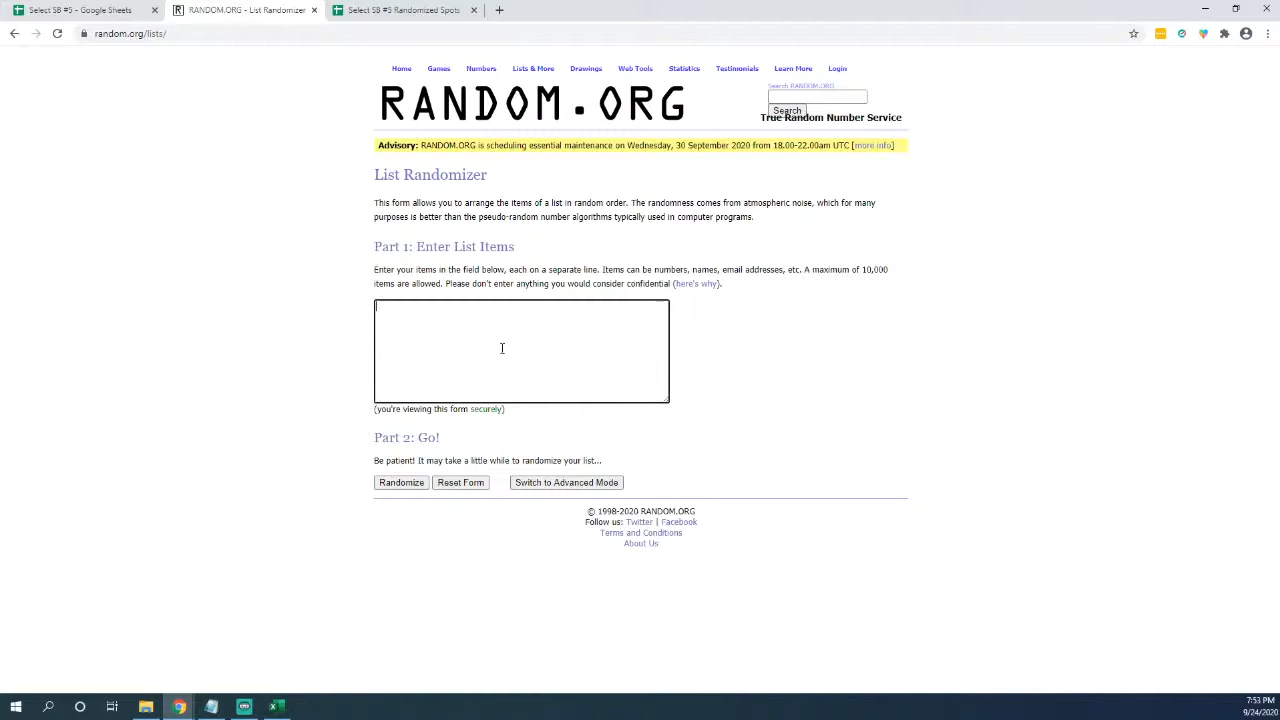 Select SB #5 - Google Sheets
RANDOM.ORG - List Randomizer
Select SB #5 Randomized Spots
random.org/lists/
Home Games Numbers Lists & More Drawings Web Tools Statistics Testimonials Learn More Login
RANDOM.ORG
Search RANDOM.ORG
Search
True Random Number Service
Advisory: RANDOM.ORG is scheduling essential maintenance on Wednesday, 30 September 2020 from 18.00-22.00am UTC [more info]
List Randomizer
This form allows you to arrange the items of a list in random order. The randomness comes from atmospheric noise, which for many
purposes is better than the pseudo-random number algorithms typically used in computer programs.
Part 1: Enter List Items
Enter your items in the field below, each on a separate line. Items can be numbers, names, email addresses, etc. A maximum of 10,000
items are allowed. Please don't enter anything you would consider confidential (here's why).
(you're viewing this form securely)
Part 2: Go!
Be patient! It may take a little while to randomize your list...
Randomize Reset Form Switch to Advanced Mode
© 1998-2020 RANDOM.ORG
Follow us: Twitter | Facebook
Terms and Conditions
About Us
7:53 PM
9/24/2020